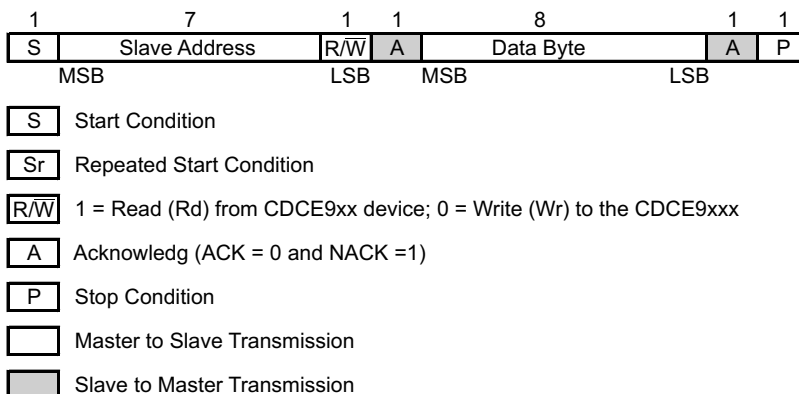 1 7 1 1 8 1 1
S Slave Address R/W̅ A Data Byte A P
MSB LSB MSB LSB
S Start Condition
Sr Repeated Start Condition
R/W̅ 1 = Read (Rd) from CDCE9xx device; 0 = Write (Wr) to the CDCE9xxx
A Acknowledg (ACK = 0 and NACK =1)
P Stop Condition
Master to Slave Transmission
Slave to Master Transmission